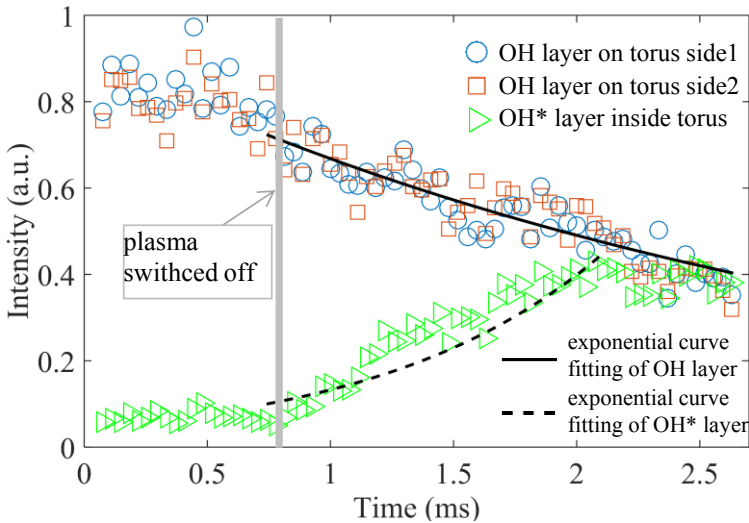 1
0.8
0.6
0.4
0.2
0
Intensity (a.u.)
OH layer on torus side1
OH layer on torus side2
OH* layer inside torus
plasma
swithced off
exponential curve
fitting of OH layer
exponential curve
fitting of OH* layer
0 0.5 1 1.5 2 2.5
Time (ms)